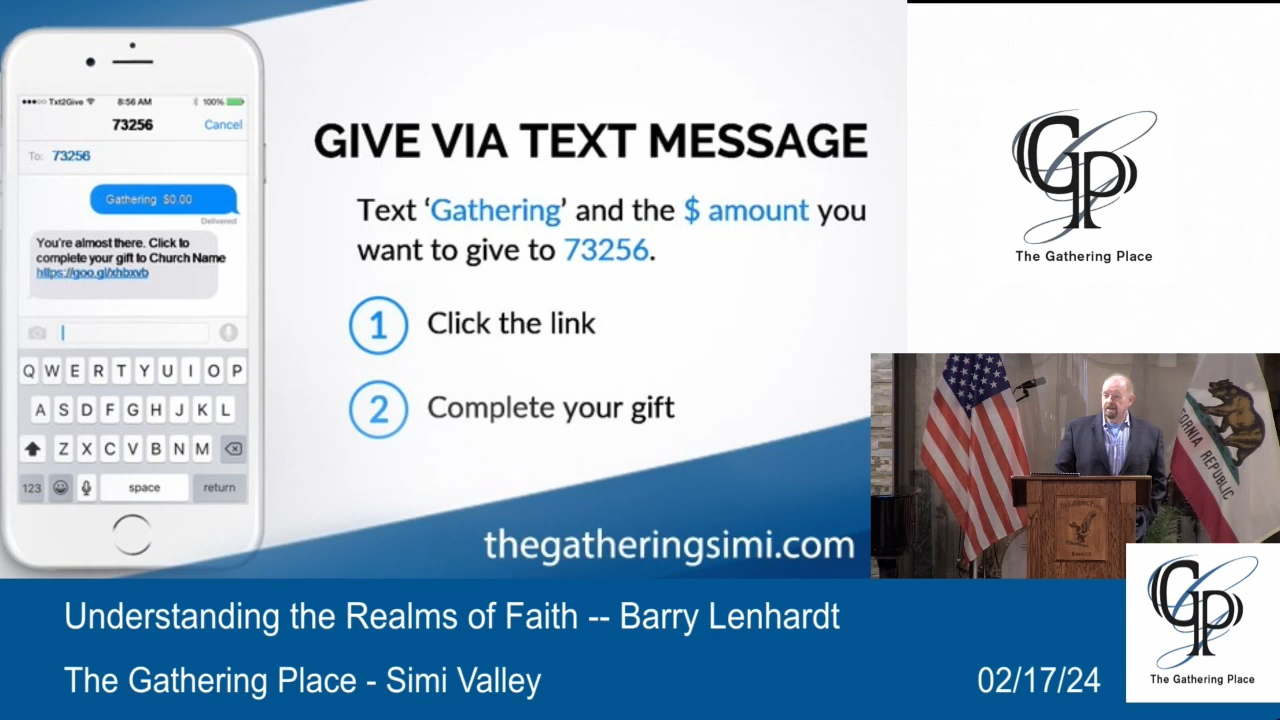 Txt2Give
8:56 AM
100%
73256
Cancel
To: 73256
Gathering $0.00
Delivered
You're almost there. Click to
complete your gift to Church Name
https://goo.gl/xhbxvb
Q W E R T Y U I O P
A S D F G H J K L
Z X C V B N M
123
space
return
GIVE VIA TEXT MESSAGE
Text ‘Gathering’ and the $ amount you
want to give to 73256.
1 Click the link
2 Complete your gift
thegatheringsimi.com
GP
The Gathering Place
CALIFORNIA REPUBLIC
GP
The Gathering Place
Understanding the Realms of Faith -- Barry Lenhardt
The Gathering Place - Simi Valley
02/17/24